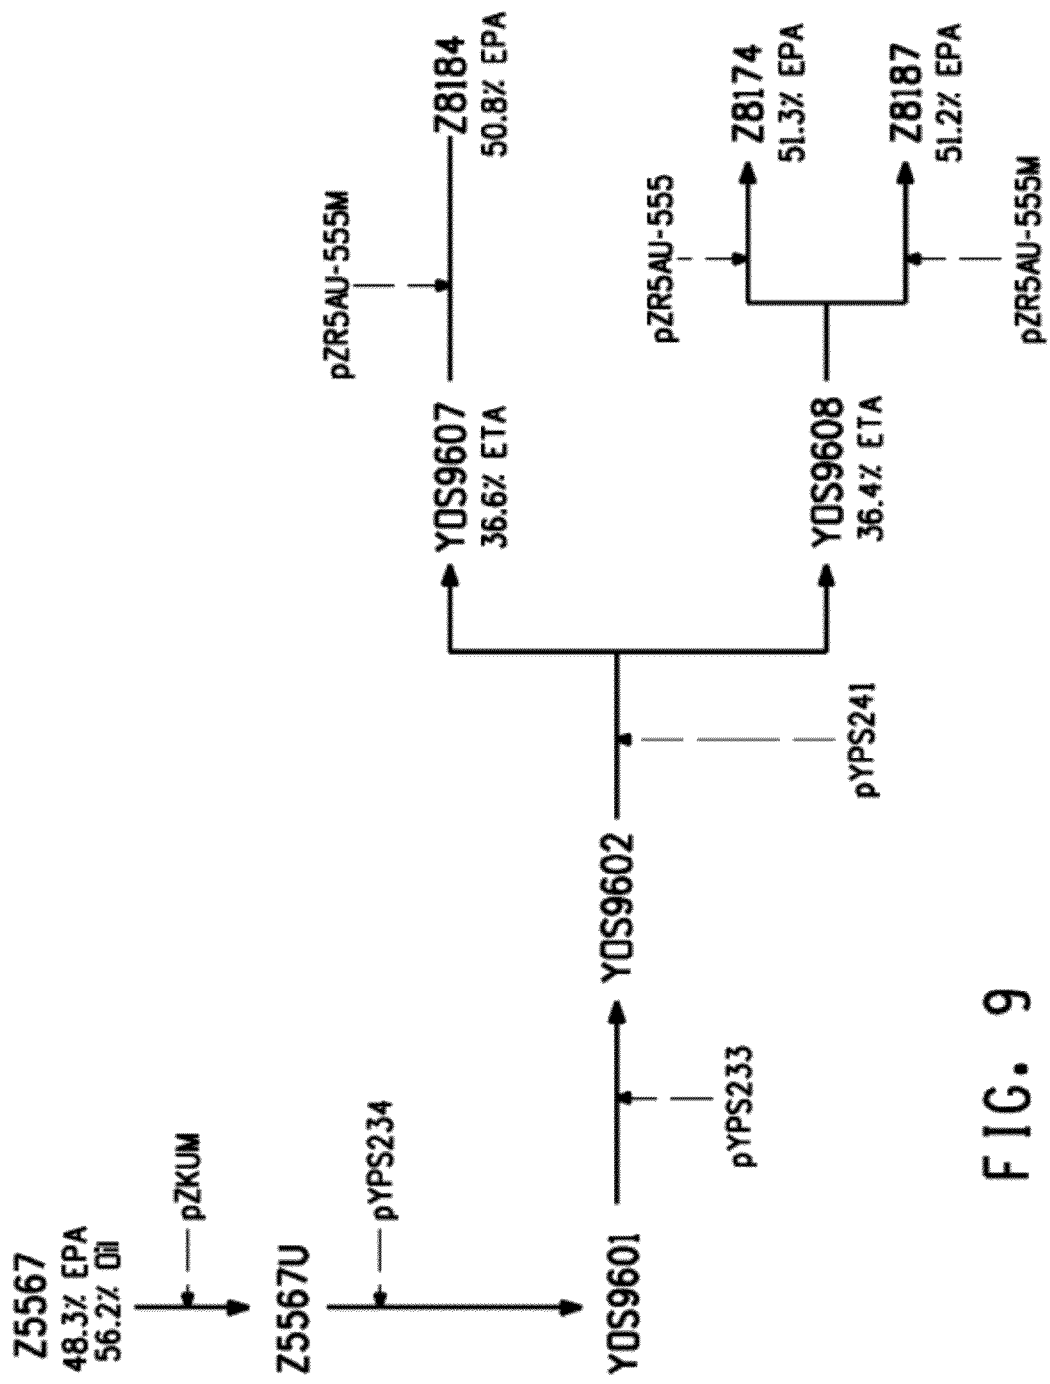 Z5567
48.3% EPA
56.2% Oil
pZKUM
Z5567U
pYPS234
YOS9601
pYPS233
YOS9602
pYPS241
YOS9607
36.6% ETA
pZR5AU-555M
Z8184
50.8% EPA
YOS9608
36.4% ETA
pZR5AU-555
Z8174
51.3% EPA
Z8187
51.2% EPA
pZR5AU-555M
FIG. 9